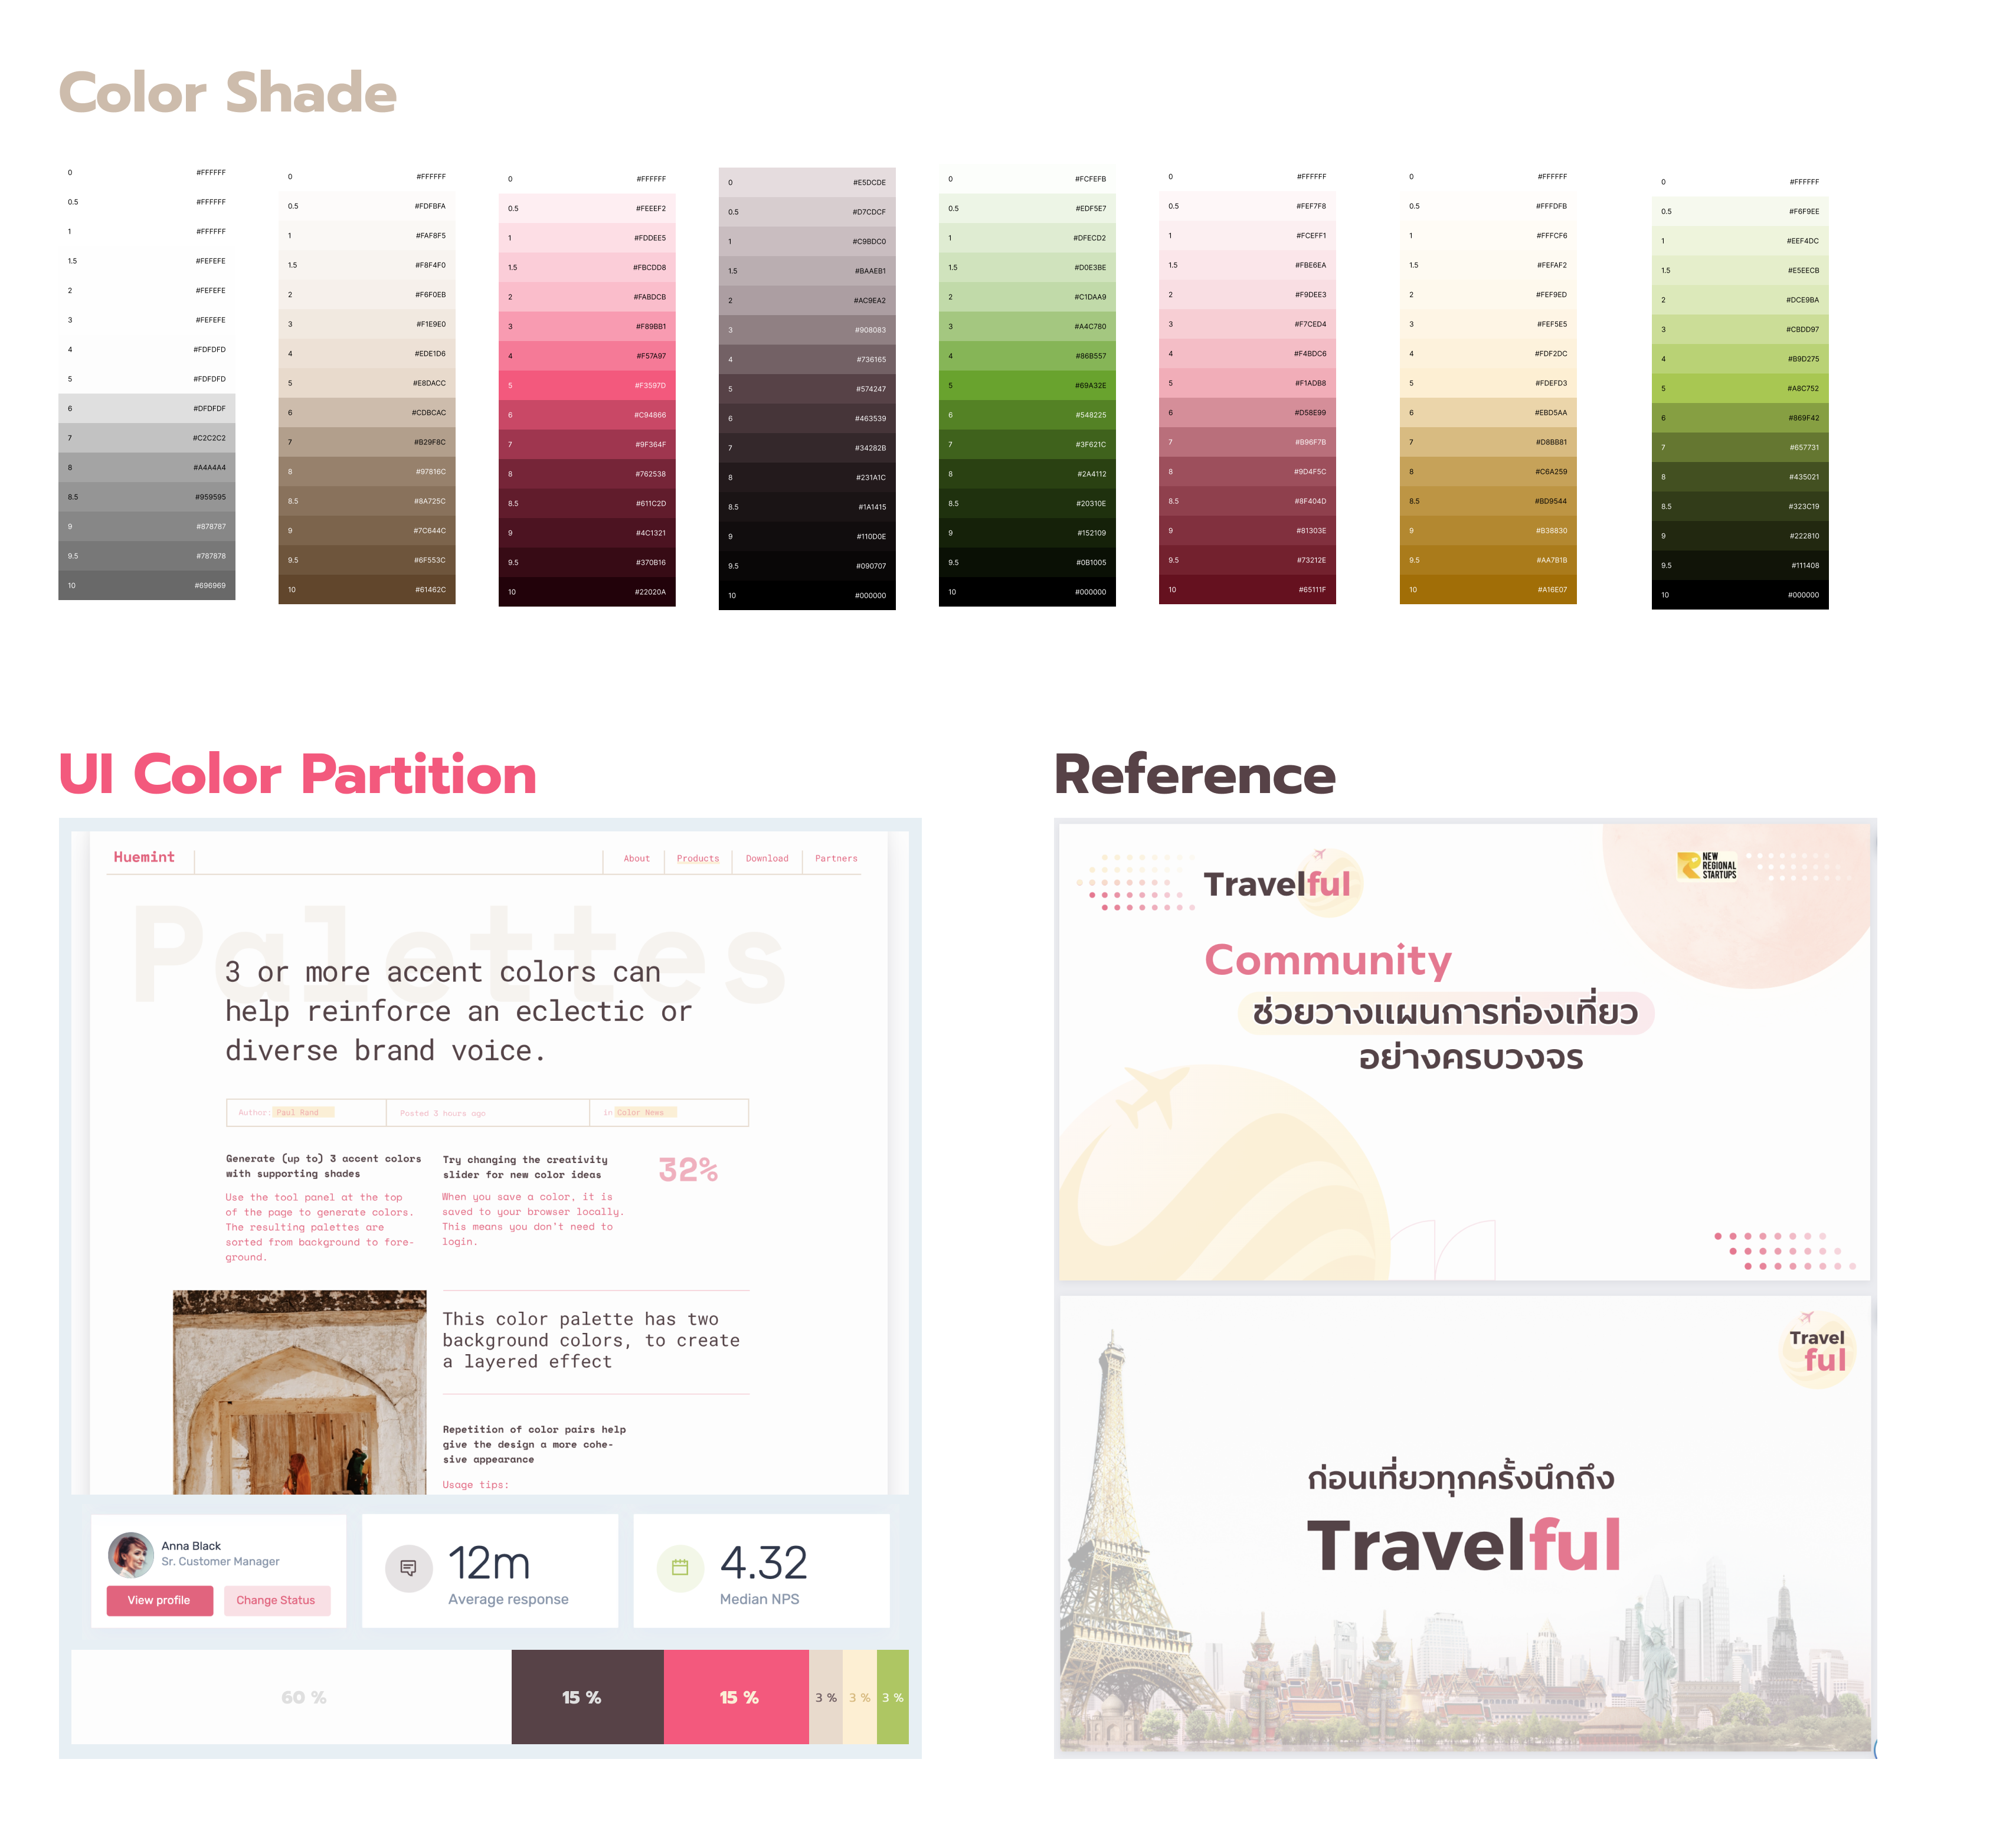 Color Shade
0 #FFFFFF
0.5 #FFFFFF
1 #FFFFFF
1.5 #FEFEFE
2 #FEFEFE
3 #FEFEFE
4 #FDFDFD
5 #FDFDFD
6 #DFDFDF
7 #C2C2C2
8 #A4A4A4
8.5 #959595
9 #878787
9.5 #787878
10 #696969
0 #FFFFFF
0.5 #FDFBFA
1 #FAF8F5
1.5 #F8F4F0
2 #F6F0EB
3 #F1E9E0
4 #EDE1D6
5 #E8DACC
6 #CDBCAC
7 #B29F8C
8 #97816C
8.5 #8A725C
9 #7C644C
9.5 #6F553C
10 #61462C
0 #FFFFFF
0.5 #FEEEF2
1 #FDDEE5
1.5 #FBCDD8
2 #FABDCB
3 #F89BB1
4 #F57A97
5 #F3597D
6 #C94866
7 #9F364F
8 #762538
8.5 #611C2D
9 #4C1321
9.5 #370B16
10 #22020A
0 #E5DCDE
0.5 #D7CDCF
1 #C9BDC0
1.5 #BAAEB1
2 #AC9EA2
3 #908083
4 #736165
5 #574247
6 #463539
7 #34282B
8 #231A1C
8.5 #1A1415
9 #110D0E
9.5 #090707
10 #000000
0 #FCFEFB
0.5 #EDF5E7
1 #DFECD2
1.5 #D0E3BE
2 #C1DAA9
3 #A4C780
4 #86B557
5 #69A32E
6 #548225
7 #3F621C
8 #2A4112
8.5 #20310E
9 #152109
9.5 #0B1005
10 #000000
0 #FFFFFF
0.5 #FEF7F8
1 #FCEFF1
1.5 #FBE6EA
2 #F9DEE3
3 #F7CED4
4 #F4BDC6
5 #F1ADB8
6 #D58E99
7 #B96F7B
8 #9D4F5C
8.5 #8F404D
9 #81303E
9.5 #73212E
10 #65111F
0 #FFFFFF
0.5 #FFFDFB
1 #FFFCF6
1.5 #FEFAF2
2 #FEF9ED
3 #FEF5E5
4 #FDF2DC
5 #FDEFD3
6 #EBD5AA
7 #D8BB81
8 #C6A259
8.5 #BD9544
9 #B38830
9.5 #AA7B1B
10 #A16E07
0 #FFFFFF
0.5 #F6F9EE
1 #EEF4DC
1.5 #E5EECB
2 #DCE9BA
3 #CBDD97
4 #B9D275
5 #A8C752
6 #869F42
7 #657731
8 #435021
8.5 #323C19
9 #222810
9.5 #111408
10 #000000
UI Color Partition
Huemint About Products Download Partners
Palettes
3 or more accent colors can
help reinforce an eclectic or
diverse brand voice.
Author: Paul Rand Posted 3 hours ago in Color News
Generate (up to) 3 accent colors
with supporting shades
Use the tool panel at the top
of the page to generate colors.
The resulting palettes are
sorted from background to fore-
ground.
Try changing the creativity
slider for new color ideas
When you save a color, it is
saved to your browser locally.
This means you don't need to
login.
32%
This color palette has two
background colors, to create
a layered effect
Repetition of color pairs help
give the design a more cohe-
sive appearance
Usage tips:
Anna Black
Sr. Customer Manager
View profile Change Status
12m
Average response
4.32
Median NPS
60 % 15 % 15 % 3 % 3 % 3 %
Reference
Travelful
NEW
REGIONAL
STARTUPS
Community
ช่วยวางแผนการท่องเที่ยว
อย่างครบวงจร
Travel
ful
ก่อนเที่ยวทุกครั้งนึกถึง
Travelful